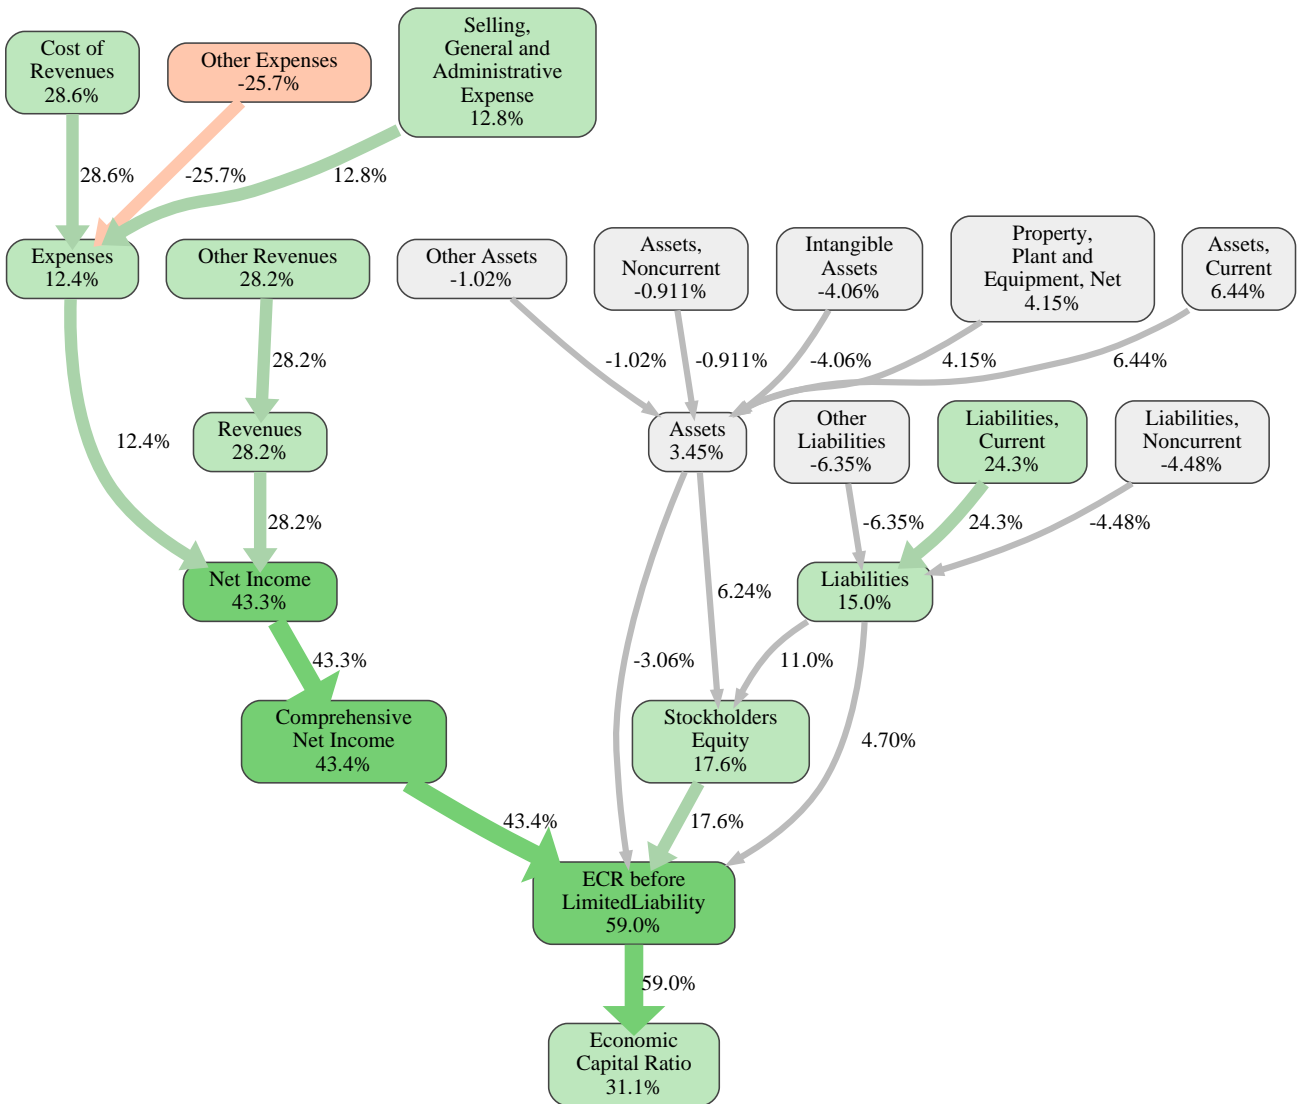 Cost of
Revenues
28.6%
Other Expenses
-25.7%
Selling,
General and
Administrative
Expense
12.8%
28.6%
-25.7%
12.8%
Expenses
12.4%
Other Revenues
28.2%
Other Assets
-1.02%
Assets,
Noncurrent
-0.911%
Intangible
Assets
-4.06%
Property,
Plant and
Equipment, Net
4.15%
Assets,
Current
6.44%
28.2%
-1.02%
-0.911%
-4.06%
4.15%
6.44%
12.4%
Revenues
28.2%
Assets
3.45%
Other
Liabilities
-6.35%
Liabilities,
Current
24.3%
Liabilities,
Noncurrent
-4.48%
28.2%
-6.35%
24.3%
-4.48%
Net Income
43.3%
6.24%
Liabilities
15.0%
43.3%
-3.06%
11.0%
Comprehensive
Net Income
43.4%
Stockholders
Equity
17.6%
4.70%
43.4%
17.6%
ECR before
LimitedLiability
59.0%
59.0%
Economic
Capital Ratio
31.1%